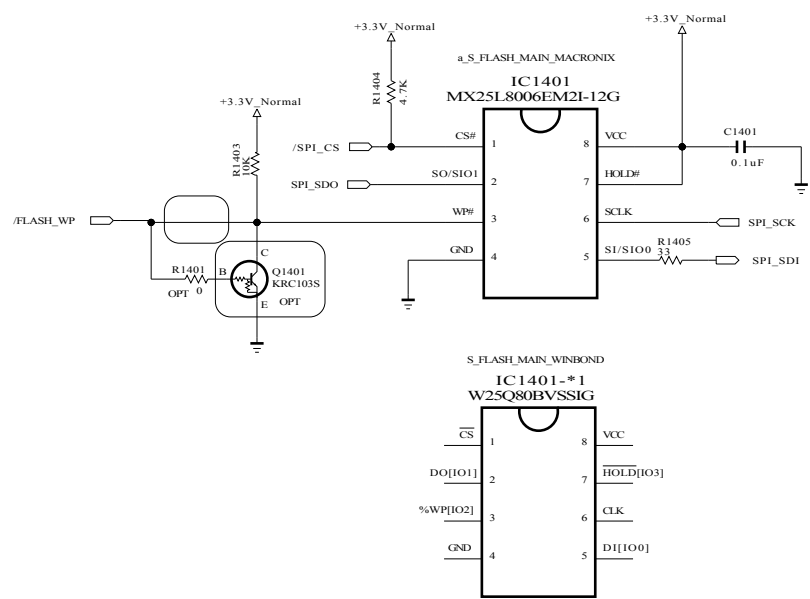 +3.3V_Normal
+3.3V_Normal
a_S_FLASH_MAIN_MACRONIX
IC1401
MX25L8006EM2I-12G
R1404
4.7K
+3.3V_Normal
R1403
10K
/SPI_CS
CS#
1
8
VCC
C1401
0.1uF
SPI_SDO
SO/SIO1
2
7
HOLD#
/FLASH_WP
WP#
3
6
SCLK
SPI_SCK
GND
4
5
SI/SIO0
R1405
33
SPI_SDI
C
R1401
0
OPT
B
Q1401
KRC103S
E
OPT
S_FLASH_MAIN_WINBOND
IC1401-*1
W25Q80BVSSIG
CS
1
8
VCC
DO[IO1]
2
7
HOLD[IO3]
%WP[IO2]
3
6
CLK
GND
4
5
DI[IO0]